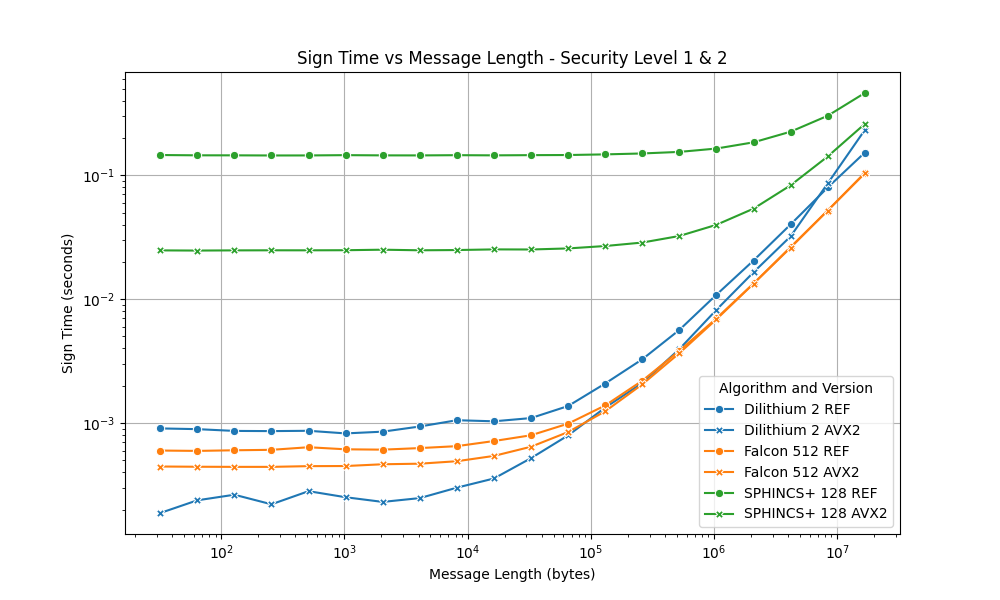 Sign Time vs Message Length - Security Level 1 & 2
Sign Time (seconds)
10⁻¹
10⁻²
10⁻³
10²
10³
10⁴
10⁵
10⁶
10⁷
Message Length (bytes)
Algorithm and Version
Dilithium 2 REF
Dilithium 2 AVX2
Falcon 512 REF
Falcon 512 AVX2
SPHINCS+ 128 REF
SPHINCS+ 128 AVX2